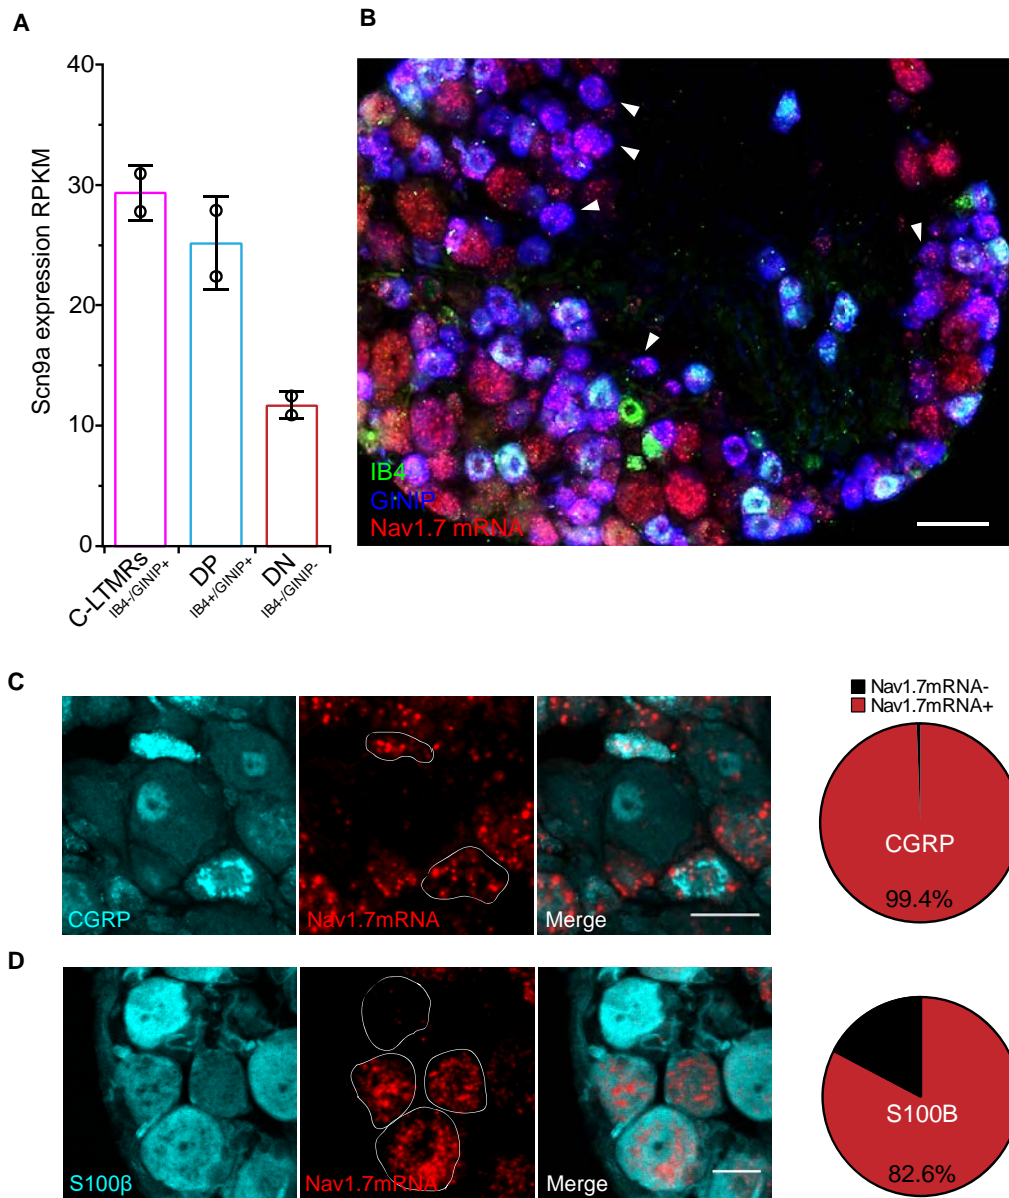 A
Scn9a expression RPKM
40
30
20
10
0
C-LTMRs
IB4-/GINIP+
DP
IB4+/GINIP+
DN
IB4-/GINIP-
B
IB4
GINIP
Nav1.7 mRNA
C
CGRP
Nav1.7mRNA
Merge
Nav1.7mRNA-
Nav1.7mRNA+
CGRP
99.4%
D
S100β
Nav1.7mRNA
Merge
S100B
82.6%